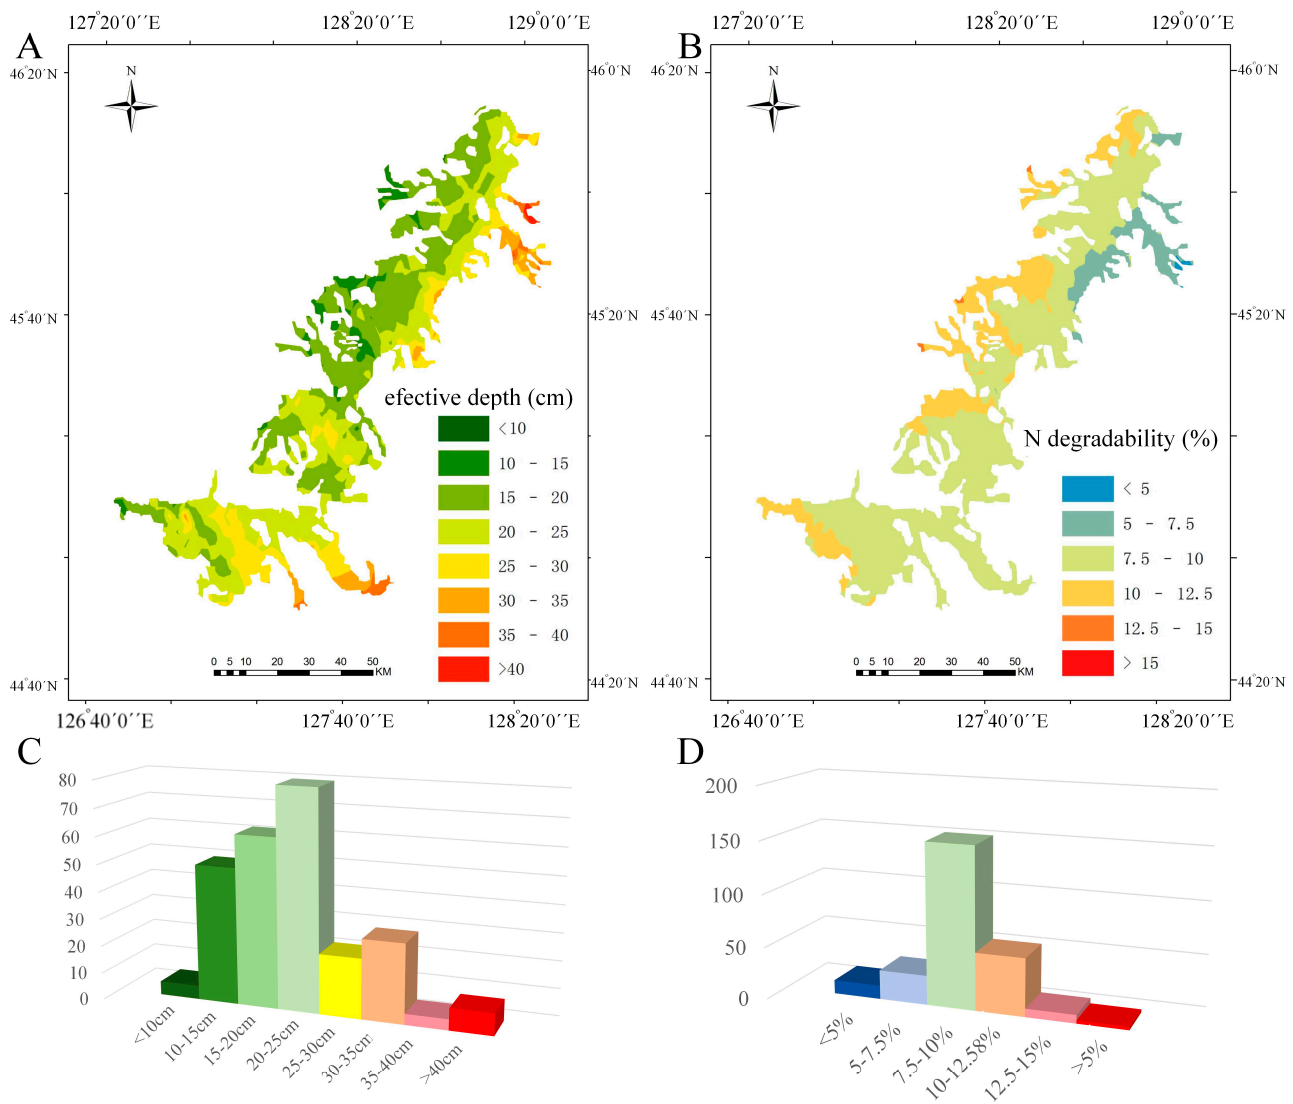 127°20´0´´E 128°20´0´´E 129°0´0´´E
A
46°20´N 46°0´N
N
45°40´N 45°20´N
efective depth (cm)
<10
10 - 15
15 - 20
20 - 25
25 - 30
30 - 35
35 - 40
>40
0 5 10 20 30 40 50 KM
44°40´N 44°20´N
126°40´0´´E 127°40´0´´E 128°20´0´´E
127°20´0´´E 128°20´0´´E 129°0´0´´E
B
46°20´N 46°0´N
N
45°40´N 45°20´N
N degradability (%)
< 5
5 - 7.5
7.5 - 10
10 - 12.5
12.5 - 15
> 15
0 5 10 20 30 40 50 KM
44°40´N 44°20´N
126°40´0´´E 127°40´0´´E 128°20´0´´E
C
80
70
60
50
40
30
20
10
0
<10cm 10-15cm 15-20cm 20-25cm 25-30cm 30-35cm 35-40cm >40cm
D
200
150
100
50
0
<5% 5-7.5% 7.5-10% 10-12.58% 12.5-15% >5%